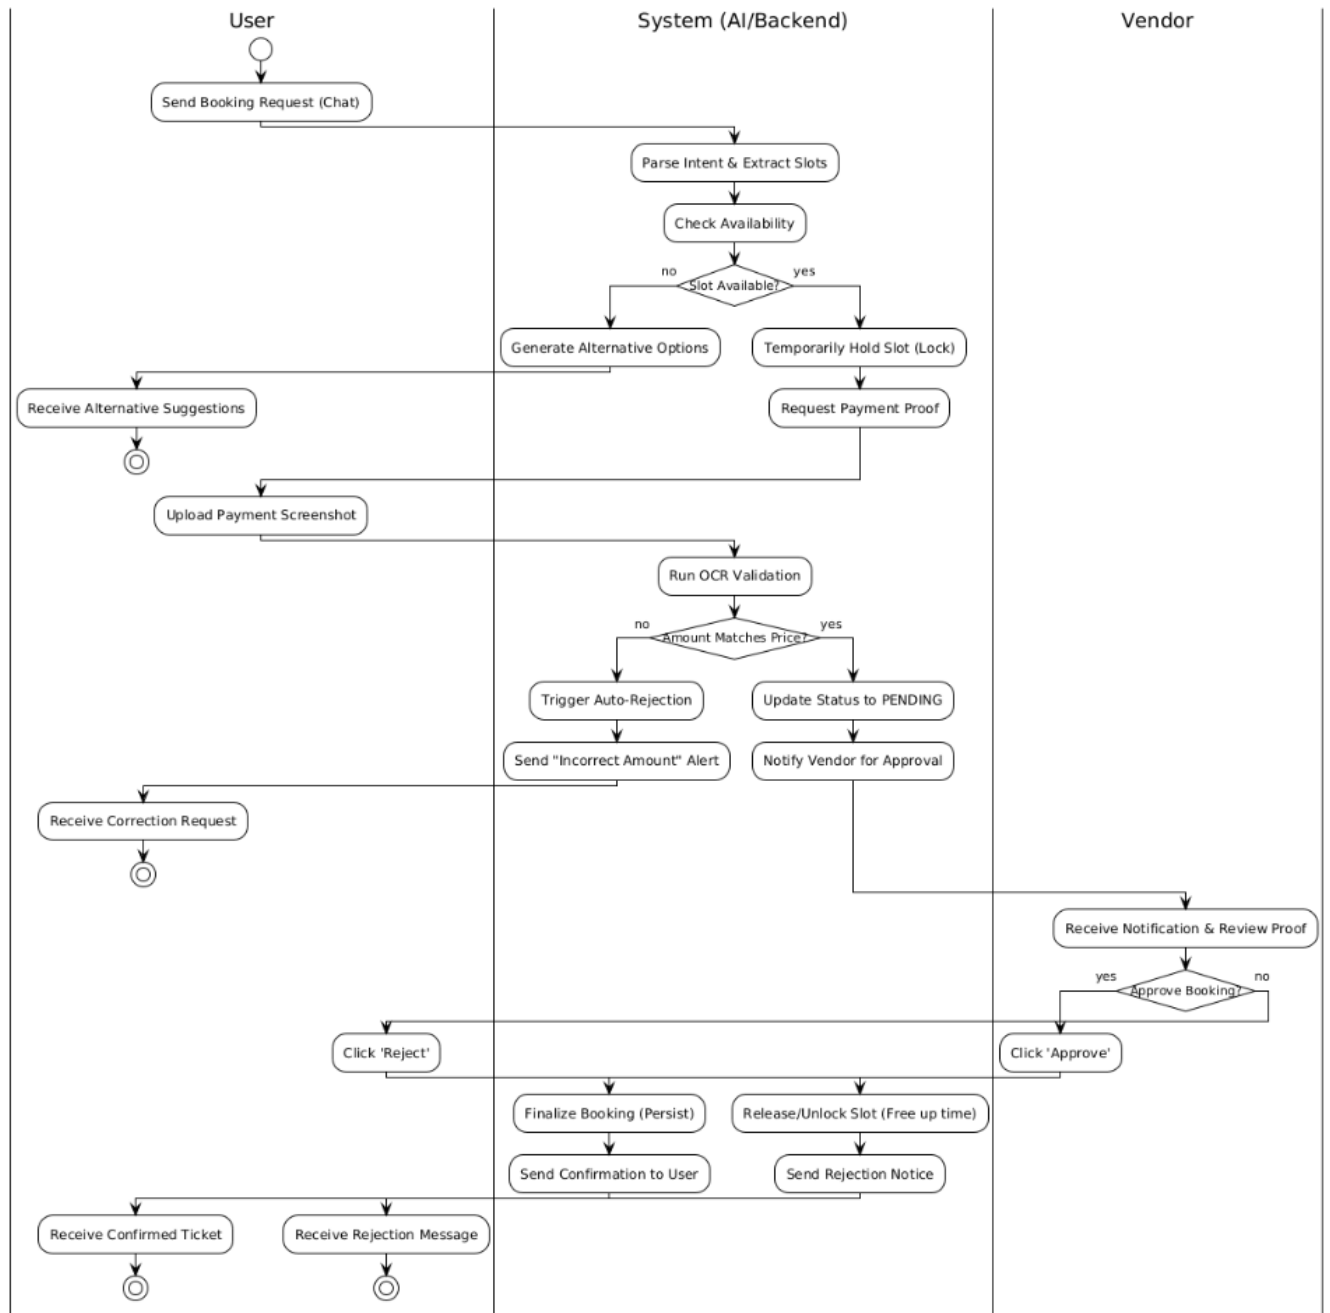 User
System (AI/Backend)
Vendor
Send Booking Request (Chat)
Parse Intent & Extract Slots
Check Availability
no
yes
Slot Available?
Generate Alternative Options
Temporarily Hold Slot (Lock)
Receive Alternative Suggestions
Request Payment Proof
Upload Payment Screenshot
Run OCR Validation
no
yes
Amount Matches Price?
Trigger Auto-Rejection
Update Status to PENDING
Send "Incorrect Amount" Alert
Notify Vendor for Approval
Receive Correction Request
Receive Notification & Review Proof
yes
no
Approve Booking?
Click 'Reject'
Click 'Approve'
Finalize Booking (Persist)
Release/Unlock Slot (Free up time)
Send Confirmation to User
Send Rejection Notice
Receive Confirmed Ticket
Receive Rejection Message